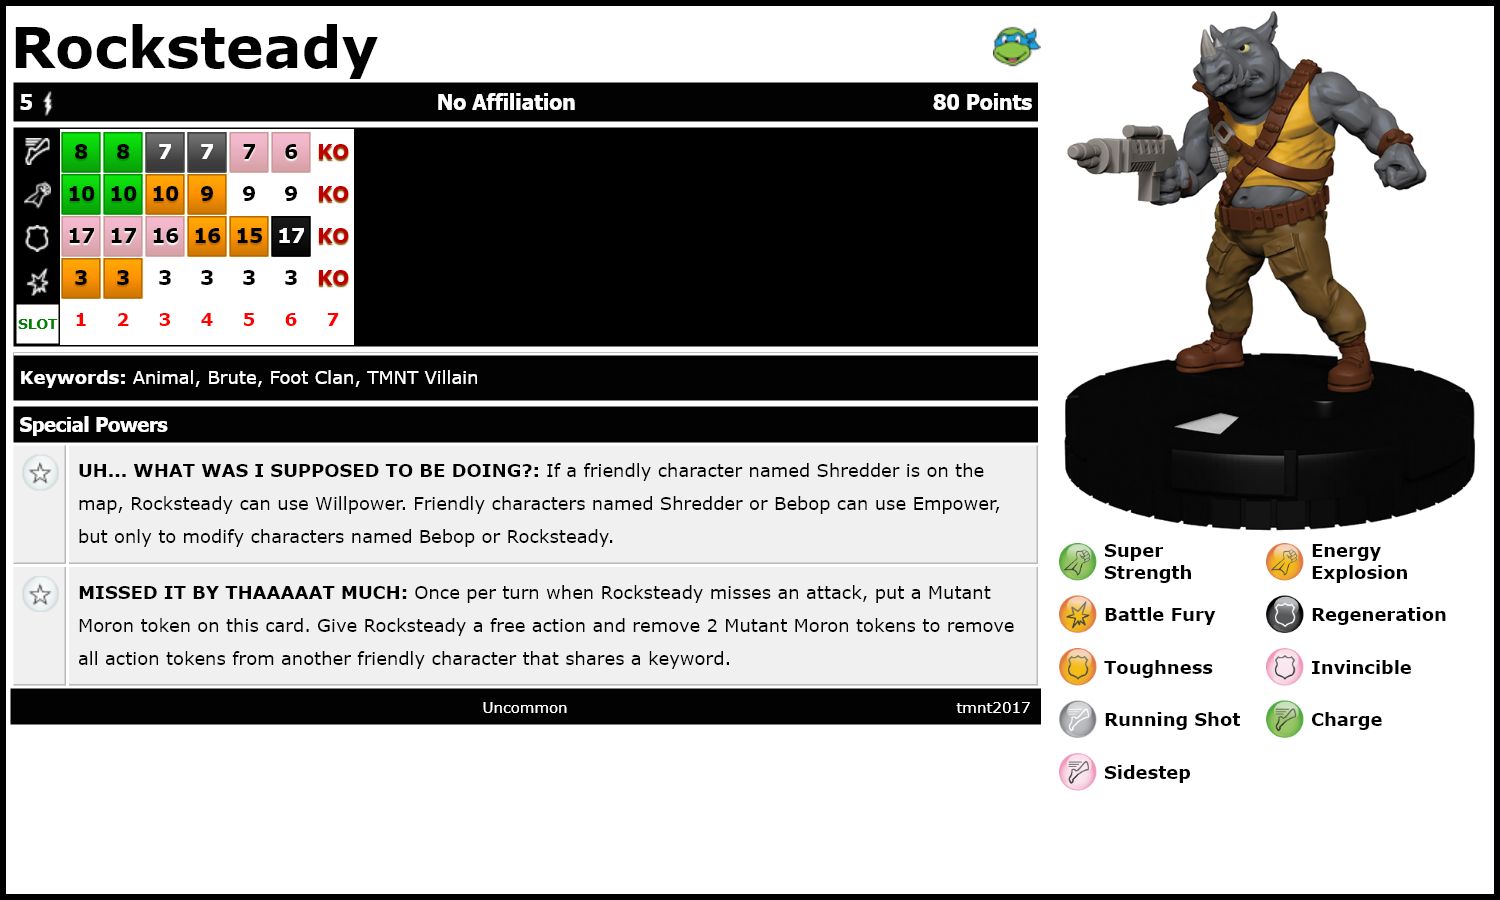 Rocksteady
5 No Affiliation 80 Points
8 8 7 7 7 6 KO
10 10 10 9 9 9 KO
17 17 16 16 15 17 KO
3 3 3 3 3 3 KO
SLOT 1 2 3 4 5 6 7
Keywords: Animal, Brute, Foot Clan, TMNT Villain
Special Powers
UH... WHAT WAS I SUPPOSED TO BE DOING?: If a friendly character named Shredder is on the
map, Rocksteady can use Willpower. Friendly characters named Shredder or Bebop can use Empower,
but only to modify characters named Bebop or Rocksteady.
MISSED IT BY THAAAAAT MUCH: Once per turn when Rocksteady misses an attack, put a Mutant
Moron token on this card. Give Rocksteady a free action and remove 2 Mutant Moron tokens to remove
all action tokens from another friendly character that shares a keyword.
Uncommon tmnt2017
Super
Strength
Energy
Explosion
Battle Fury
Regeneration
Toughness
Invincible
Running Shot
Charge
Sidestep